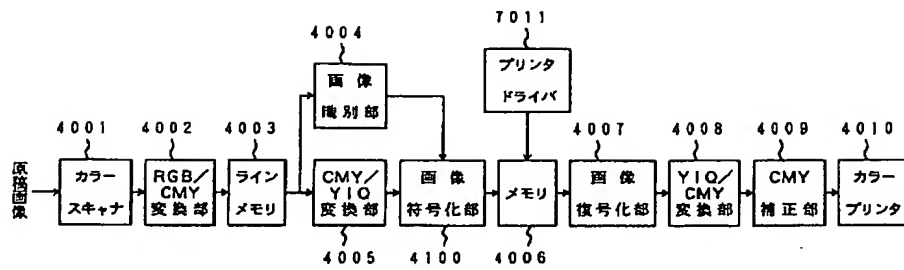 4004
画像
識別部
7011
プリンタ
ドライバ
原稿画像
4001
カラー
スキャナ
4002
RGB/
CMY
変換部
4003
ライン
メモリ
CMY/
YIQ
変換部
4005
画像
符号化部
4100
メモリ
4006
4007
画像
復号化部
4008
YIQ/
CMY
変換部
4009
CMY
補正部
4010
カラー
プリンタ